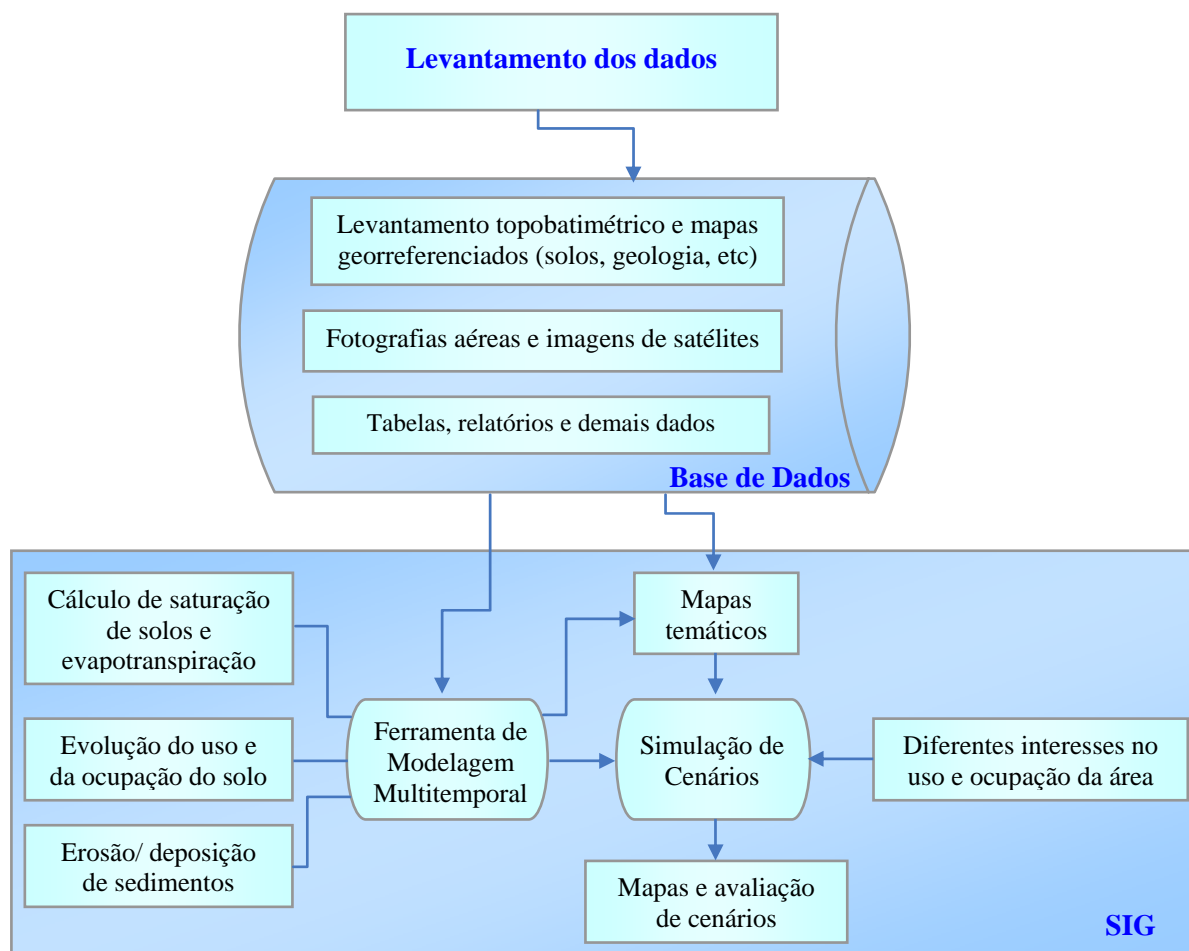 Levantamento dos dados
Levantamento topobatimétrico e mapas
georreferenciados (solos, geologia, etc)
Fotografias aéreas e imagens de satélites
Tabelas, relatórios e demais dados
Base de Dados
Cálculo de saturação
de solos e
evapotranspiração
Mapas
temáticos
Evolução do uso e
da ocupação do solo
Ferramenta de
Modelagem
Multitemporal
Simulação de
Cenários
Diferentes interesses no
uso e ocupação da área
Erosão/ deposição
de sedimentos
Mapas e avaliação
de cenários
SIG